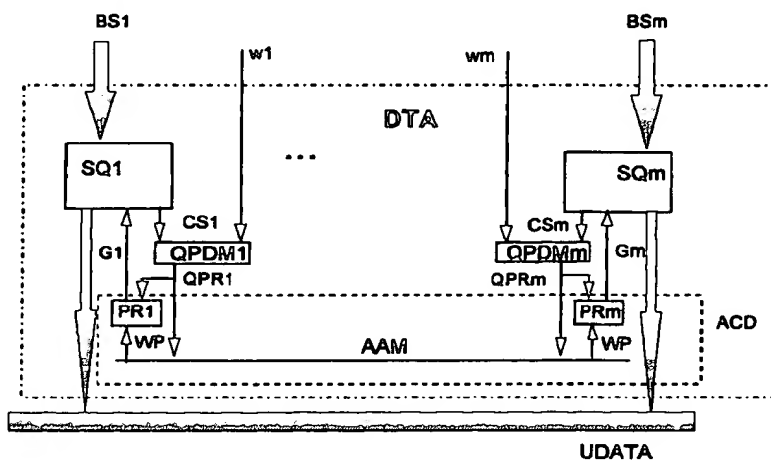 BS1
w1
wm
BSm
DTA
SQ1
...
SQm
CS1
CSm
G1
QPDM1
QPDMm
Gm
QPR1
QPRm
PR1
PRm
ACD
WP
AAM
WP
UDATA